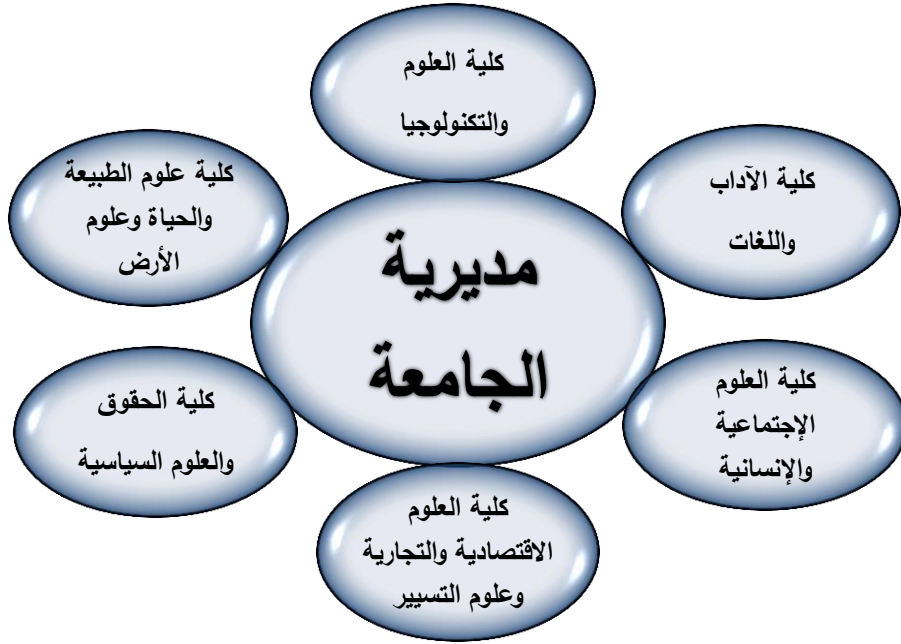 كلية العلوم
والتكنولوجيا
كلية الآداب
واللغات
كلية علوم الطبيعة
والحياة وعلوم
الأرض
مديرية
الجامعة
كلية العلوم
الإجتماعية
والإنسانية
كلية الحقوق
والعلوم السياسية
كلية العلوم
الاقتصادية والتجارية
وعلوم التسيير